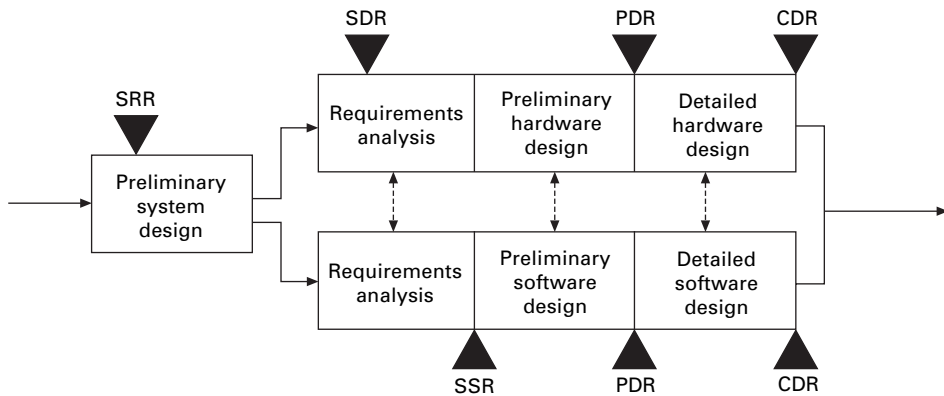 SDR
PDR
CDR
SRR
Requirements
analysis
Preliminary
hardware
design
Detailed
hardware
design
Preliminary
system
design
Requirements
analysis
Preliminary
software
design
Detailed
software
design
SSR
PDR
CDR